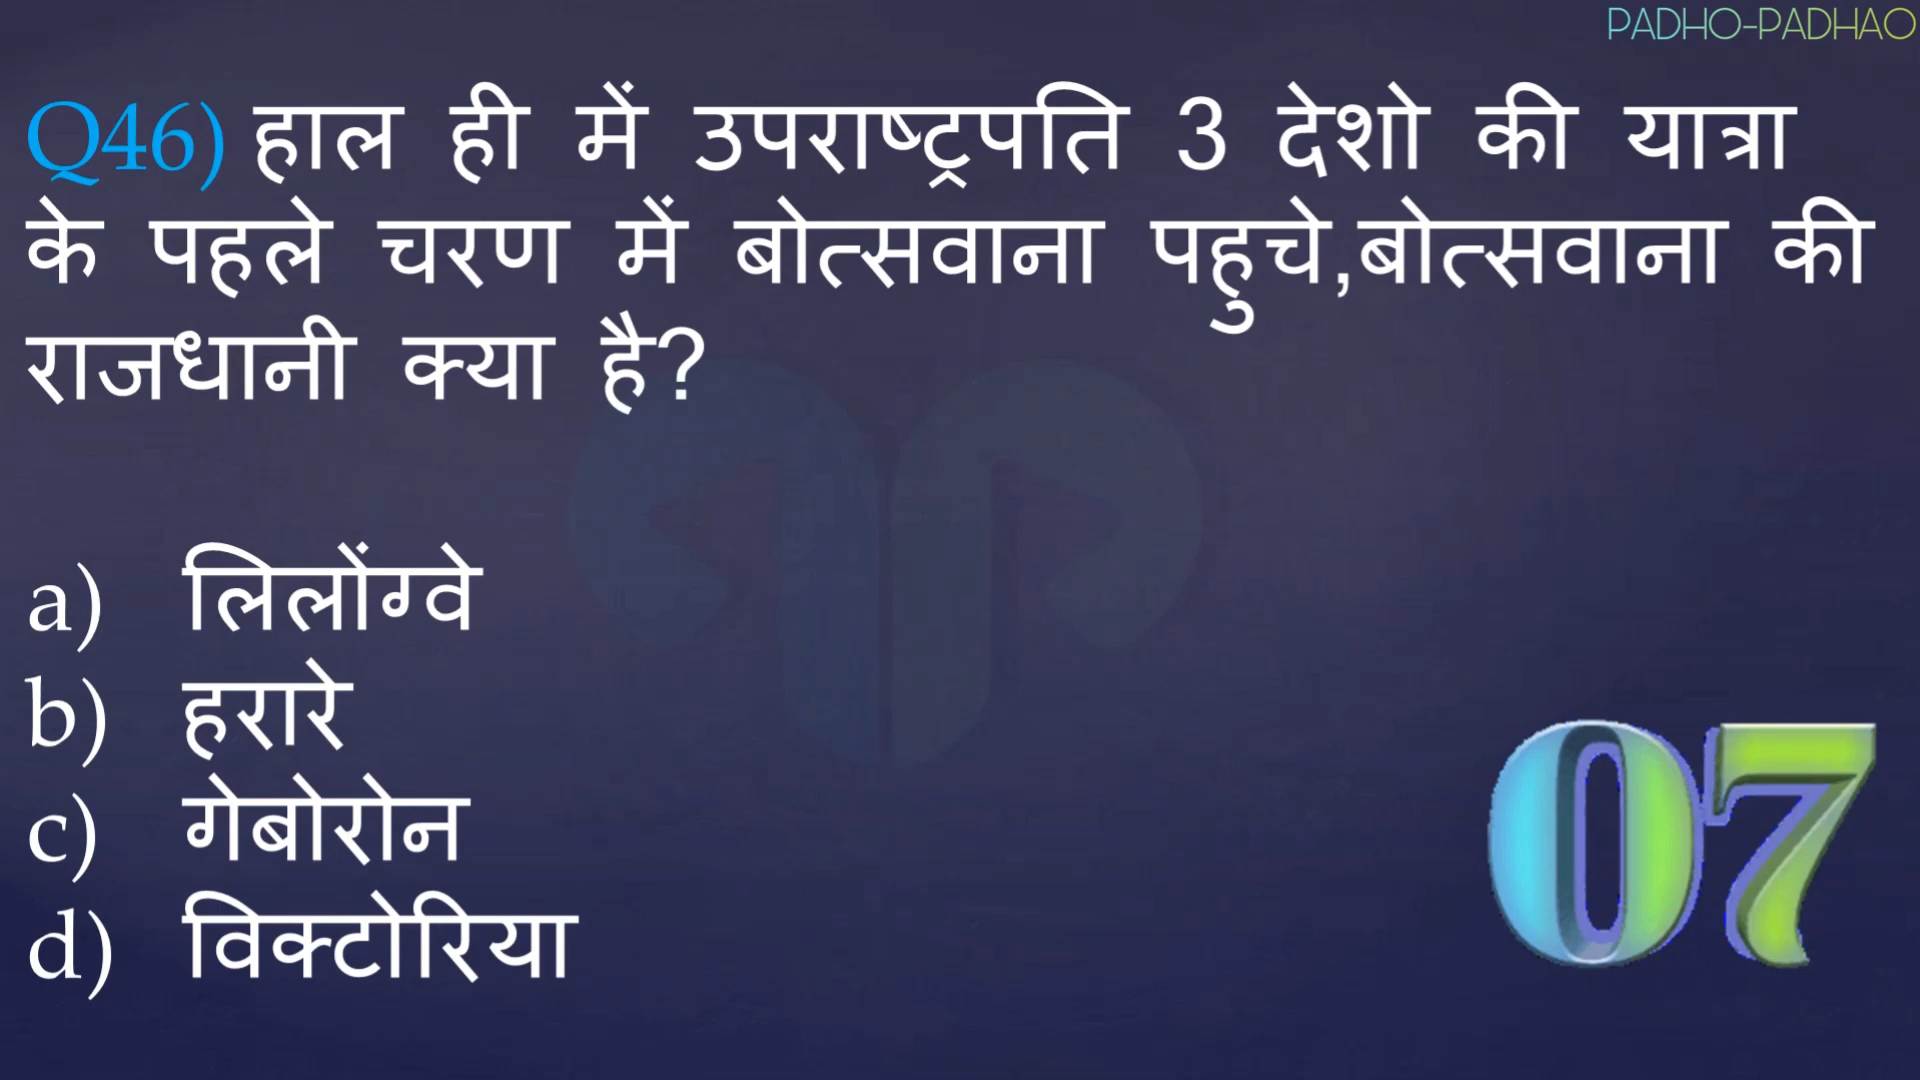 PADHO-PADHAO
Q46) हाल ही में उपराष्ट्रपति 3 देशो की यात्रा
के पहले चरण में बोत्सवाना पहुचे,बोत्सवाना की
राजधानी क्या है?
a) लिलोंग्वे
b) हरारे
c) गेबोरोन
d) विक्टोरिया
07